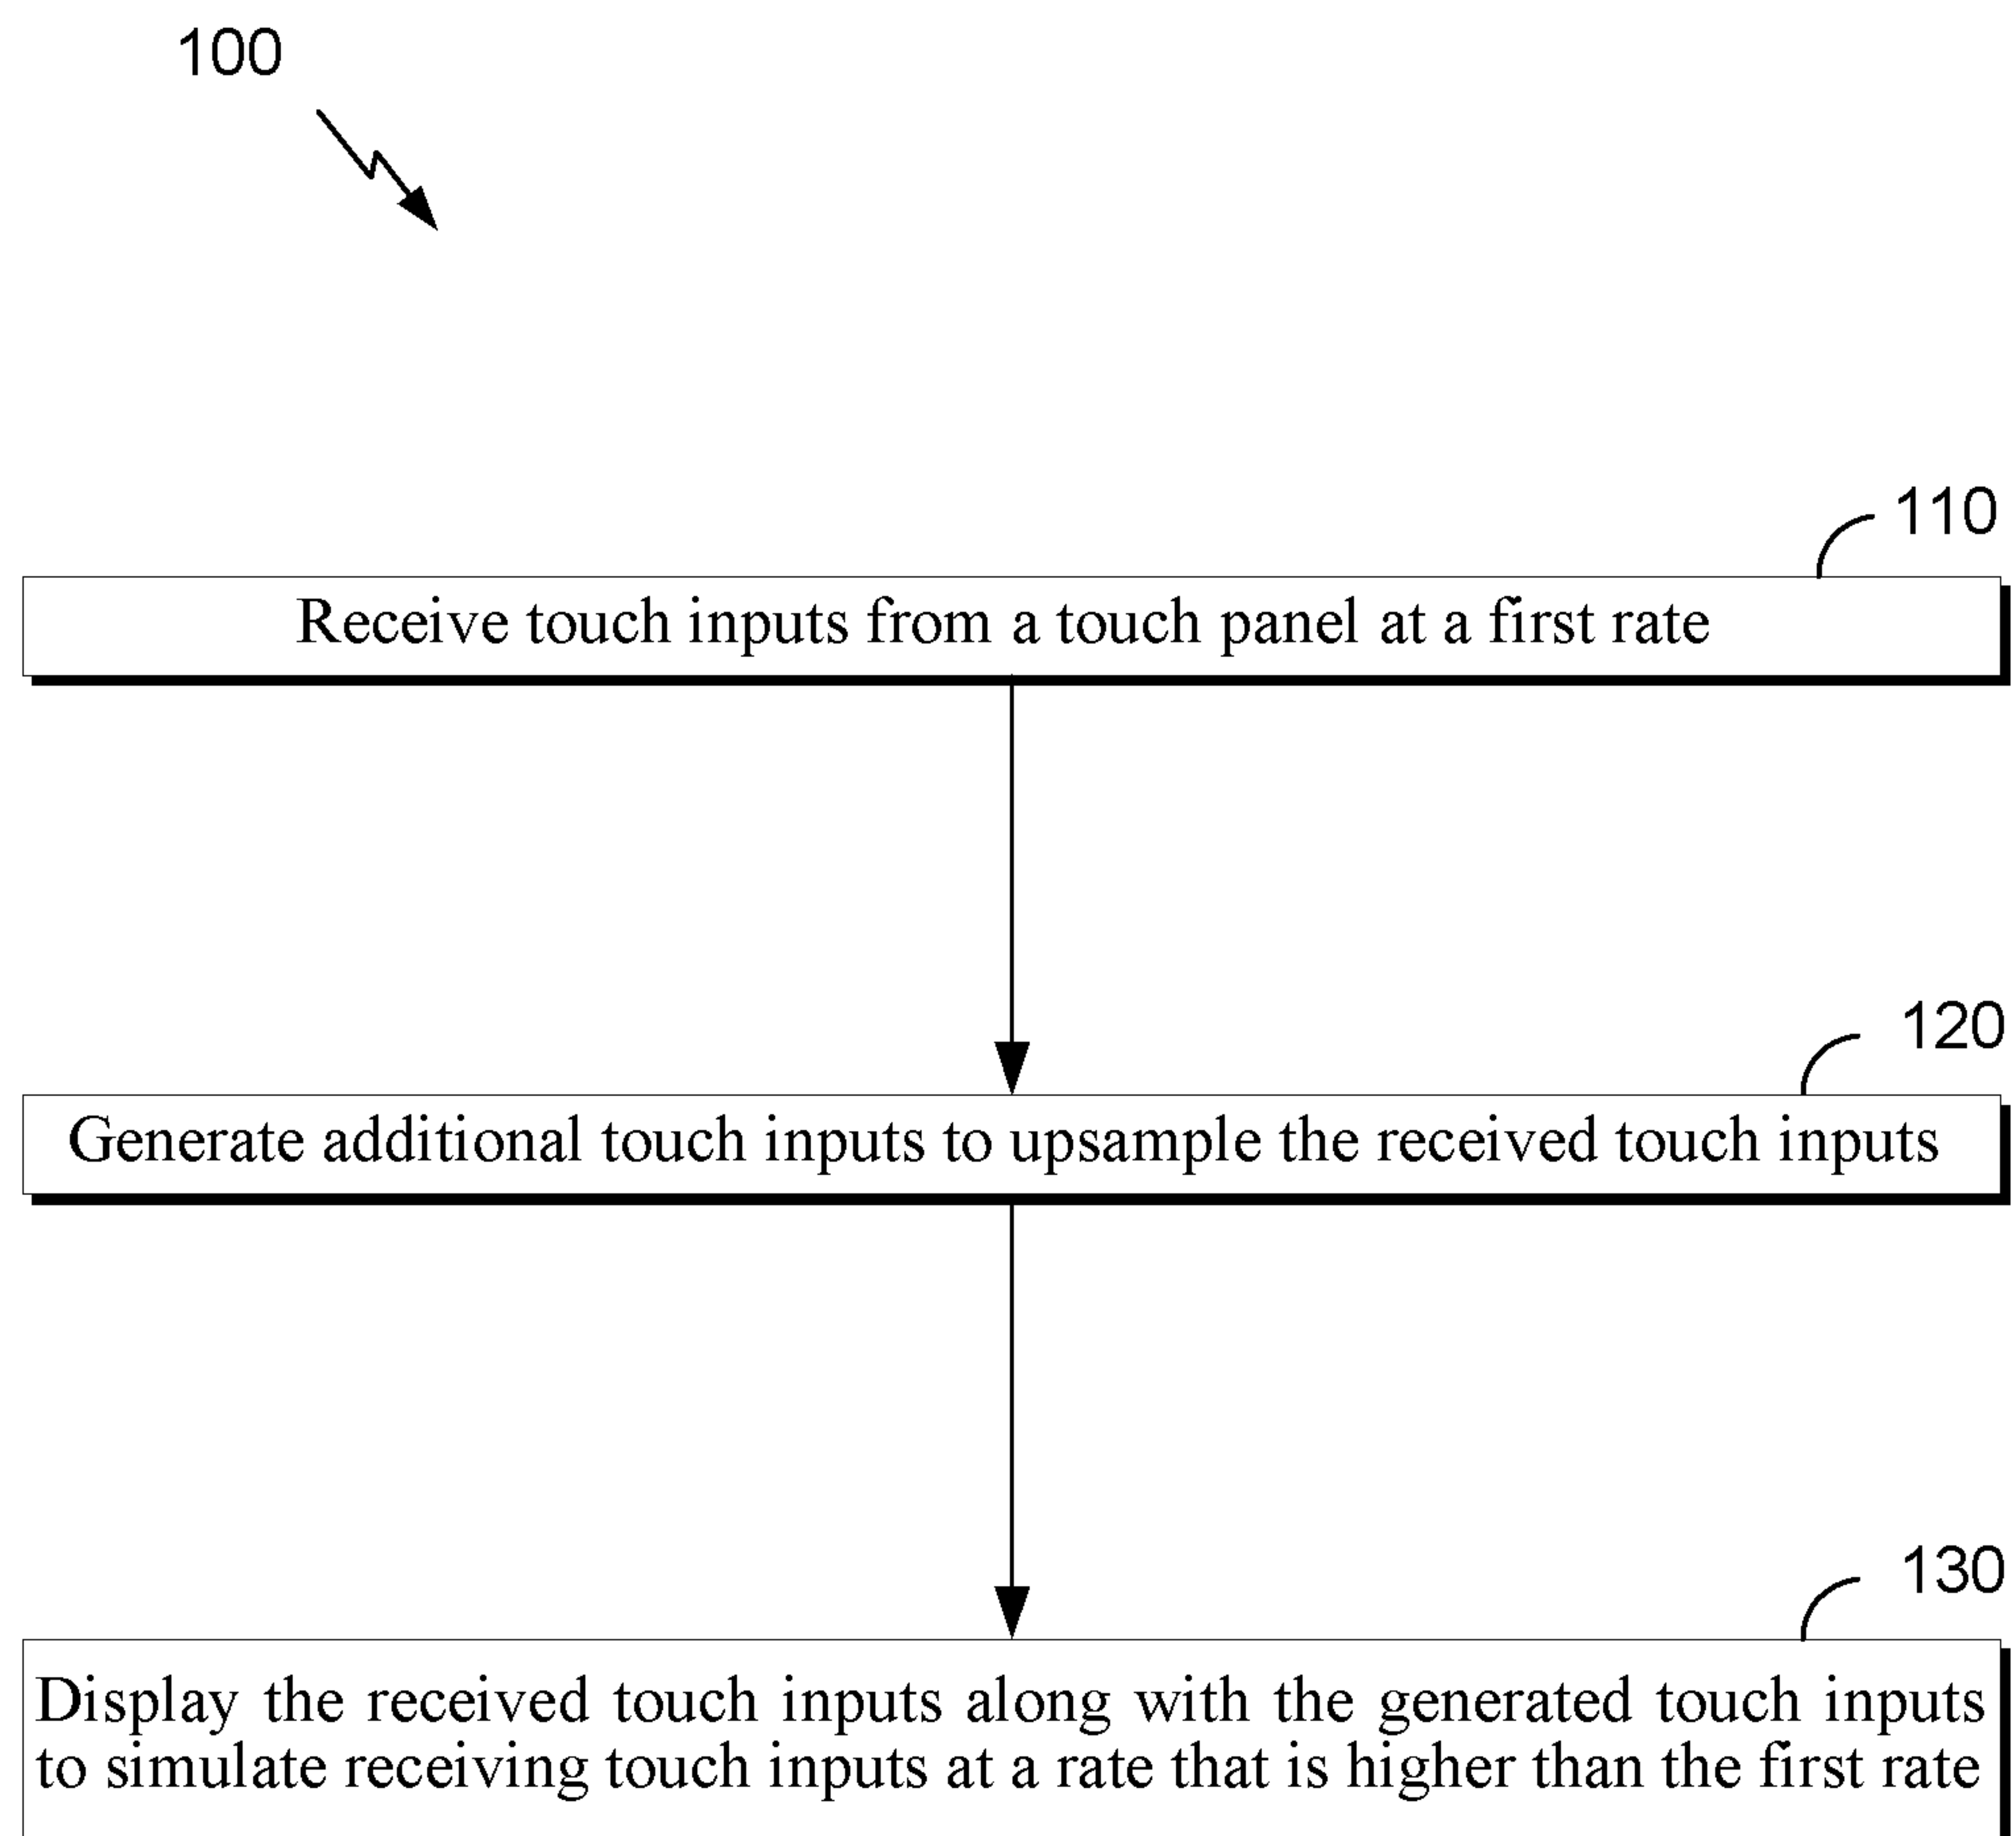 100
110
Receive touch inputs from a touch panel at a first rate
120
Generate additional touch inputs to upsample the received touch inputs
130
Display the received touch inputs along with the generated touch inputs
to simulate receiving touch inputs at a rate that is higher than the first rate